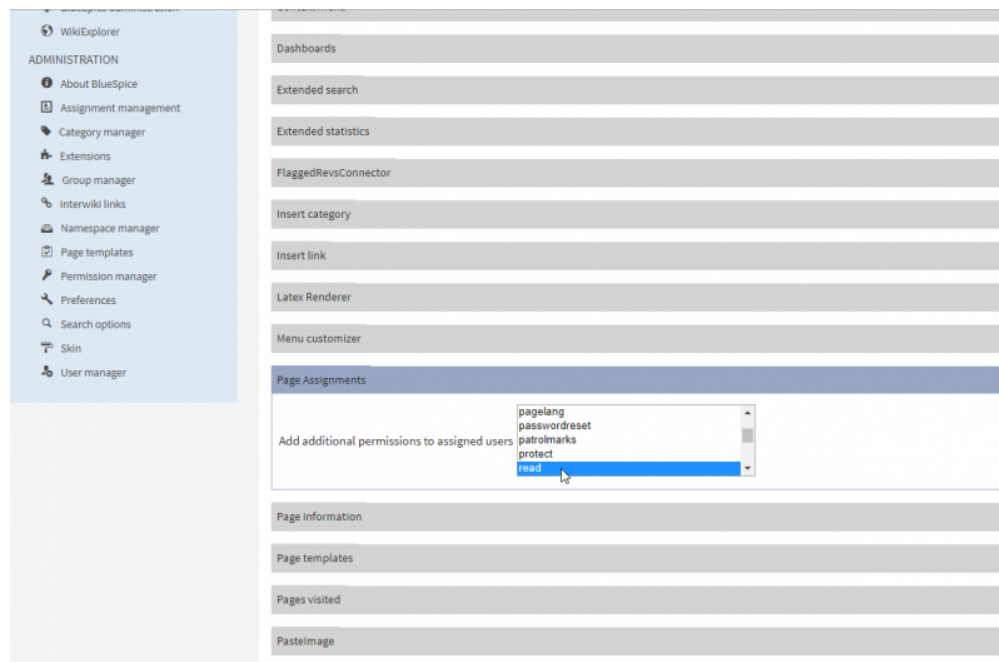 WikiExplorer
ADMINISTRATION
About BlueSpice
Assignment management
Category manager
Extensions
Group manager
Interwiki links
Namespace manager
Page templates
Permission manager
Preferences
Search options
Skin
User manager
Dashboards
Extended search
Extended statistics
FlaggedRevsConnector
Insert category
Insert link
Latex Renderer
Menu customizer
Page Assignments
Add additional permissions to assigned users
pagelang
passwordreset
patrolmarks
protect
read
Page information
Page templates
Pages visited
PasteImage